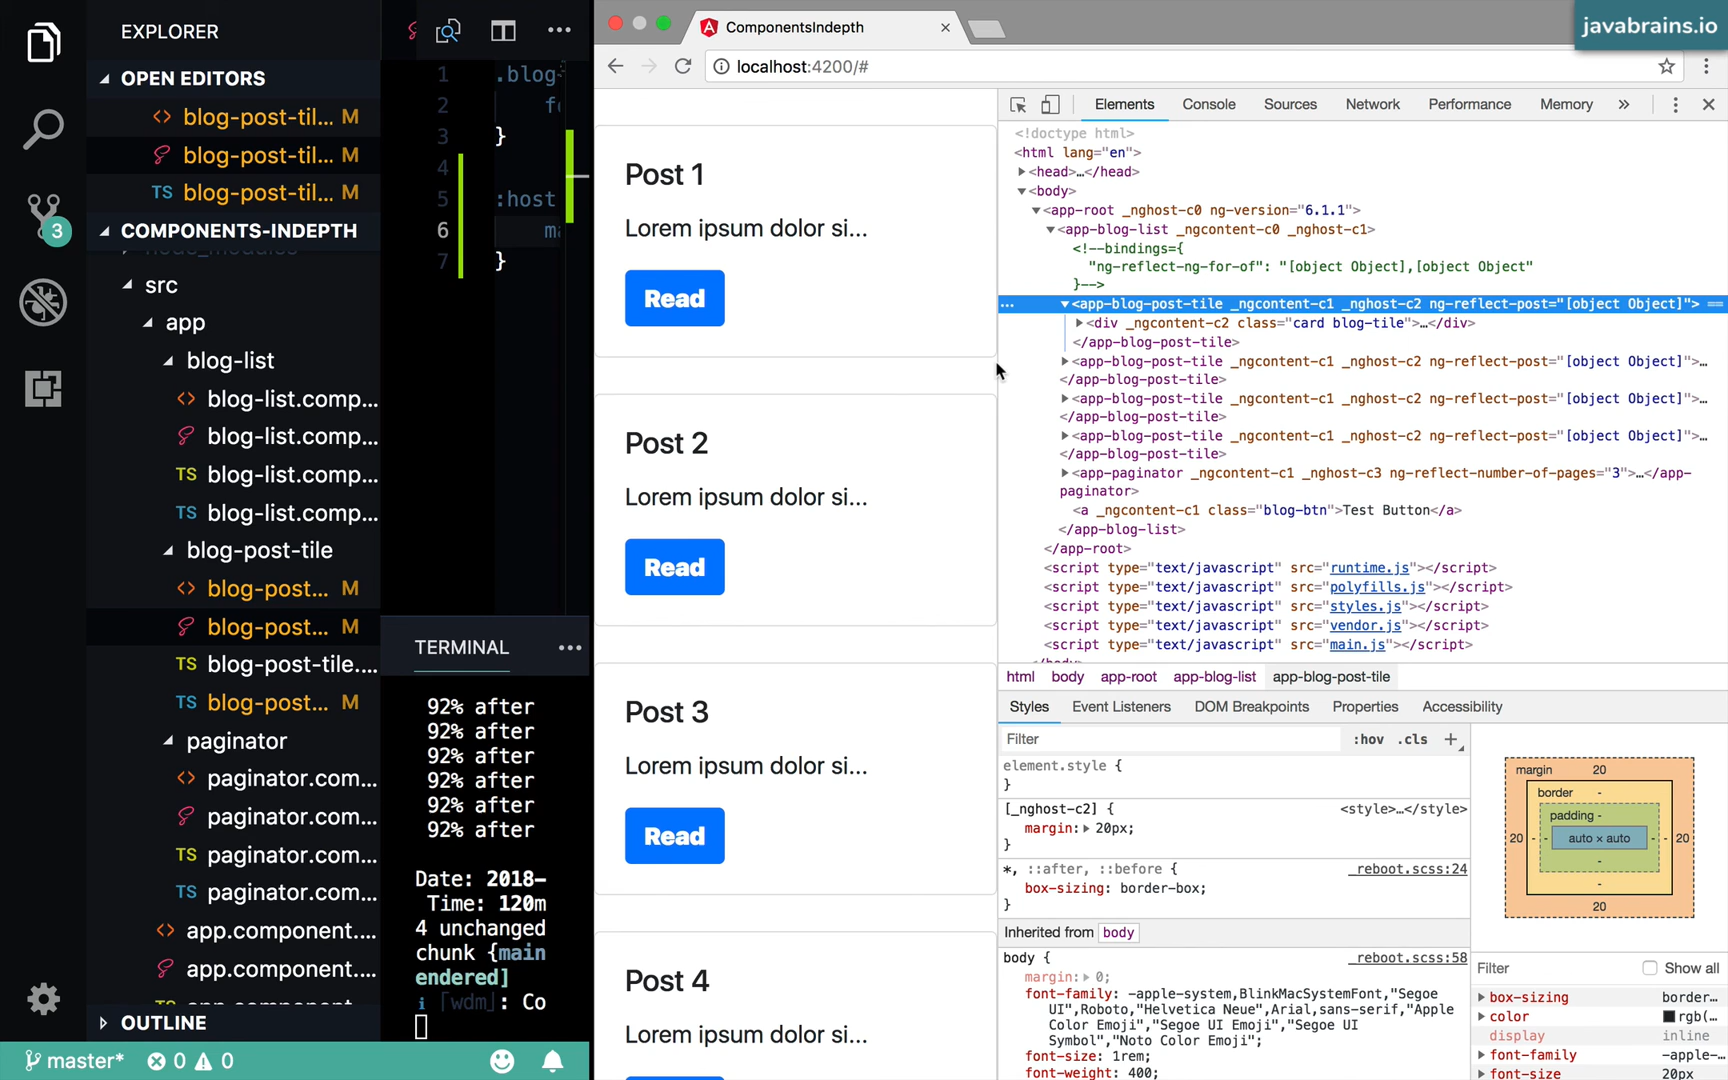 EXPLORER
OPEN EDITORS
<> blog-post-til... M
blog-post-til... M
TS blog-post-til... M
3
COMPONENTS-INDEPTH
node_modules
src
app
blog-list
<> blog-list.comp...
blog-list.comp...
TS blog-list.comp...
TS blog-list.comp...
blog-post-tile
<> blog-post... M
blog-post... M
TS blog-post-tile....
TS blog-post... M
paginator
<> paginator.com...
paginator.com...
TS paginator.com...
TS paginator.com...
<> app.component....
app.component....
OUTLINE
master* 0 0
1 .blog-
2 fo
3 }
4
5 :host
6 ma
7 }
TERMINAL
92% after
92% after
92% after
92% after
92% after
92% after
Date: 2018-
Time: 120m
4 unchanged
chunk {main
endered]
i ｢wdm｣: Co
ComponentsIndepth
javabrains.io
localhost:4200/#
Post 1
Lorem ipsum dolor si...
Read
Post 2
Lorem ipsum dolor si...
Read
Post 3
Lorem ipsum dolor si...
Read
Post 4
Lorem ipsum dolor si...
Elements Console Sources Network Performance Memory »
<!doctype html>
<html lang="en">
<head>…</head>
<body>
<app-root _nghost-c0 ng-version="6.1.1">
<app-blog-list _ngcontent-c0 _nghost-c1>
<!--bindings={
"ng-reflect-ng-for-of": "[object Object],[object Object"
}-->
... <app-blog-post-tile _ngcontent-c1 _nghost-c2 ng-reflect-post="[object Object]"> ==
<div _ngcontent-c2 class="card blog-tile">…</div>
</app-blog-post-tile>
<app-blog-post-tile _ngcontent-c1 _nghost-c2 ng-reflect-post="[object Object]">…
</app-blog-post-tile>
<app-blog-post-tile _ngcontent-c1 _nghost-c2 ng-reflect-post="[object Object]">…
</app-blog-post-tile>
<app-blog-post-tile _ngcontent-c1 _nghost-c2 ng-reflect-post="[object Object]">…
</app-blog-post-tile>
<app-paginator _ngcontent-c1 _nghost-c3 ng-reflect-number-of-pages="3">…</app-
paginator>
<a _ngcontent-c1 class="blog-btn">Test Button</a>
</app-blog-list>
</app-root>
<script type="text/javascript" src="runtime.js"></script>
<script type="text/javascript" src="polyfills.js"></script>
<script type="text/javascript" src="styles.js"></script>
<script type="text/javascript" src="vendor.js"></script>
<script type="text/javascript" src="main.js"></script>
</body>
html body app-root app-blog-list app-blog-post-tile
Styles Event Listeners DOM Breakpoints Properties Accessibility
Filter :hov .cls +
element.style {
}
[_nghost-c2] { <style>…</style>
margin: 20px;
}
*, ::after, ::before { _reboot.scss:24
box-sizing: border-box;
}
Inherited from body
body { _reboot.scss:58
margin: 0;
font-family: -apple-system,BlinkMacSystemFont,"Segoe
UI",Roboto,"Helvetica Neue",Arial,sans-serif,"Apple
Color Emoji","Segoe UI Emoji","Segoe UI
Symbol","Noto Color Emoji";
font-size: 1rem;
font-weight: 400;
margin 20
border -
padding -
20 - - auto × auto - - 20
-
-
20
Filter Show all
box-sizing border…
color rgb(…
display inline
font-family -apple-…
font-size 20px